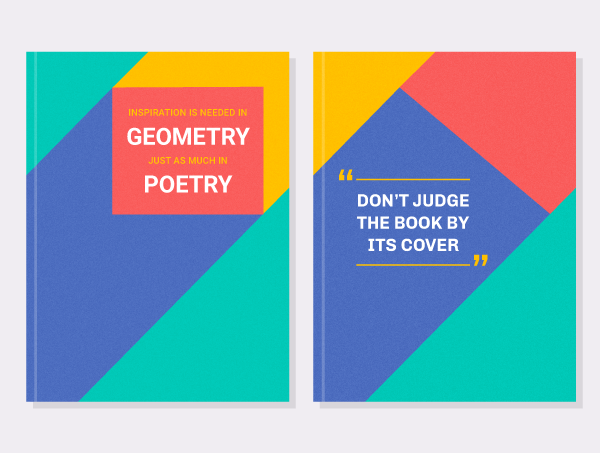 INSPIRATION IS NEEDED IN
GEOMETRY
JUST AS MUCH IN
POETRY
“
DON’T JUDGE
THE BOOK BY
ITS COVER
”